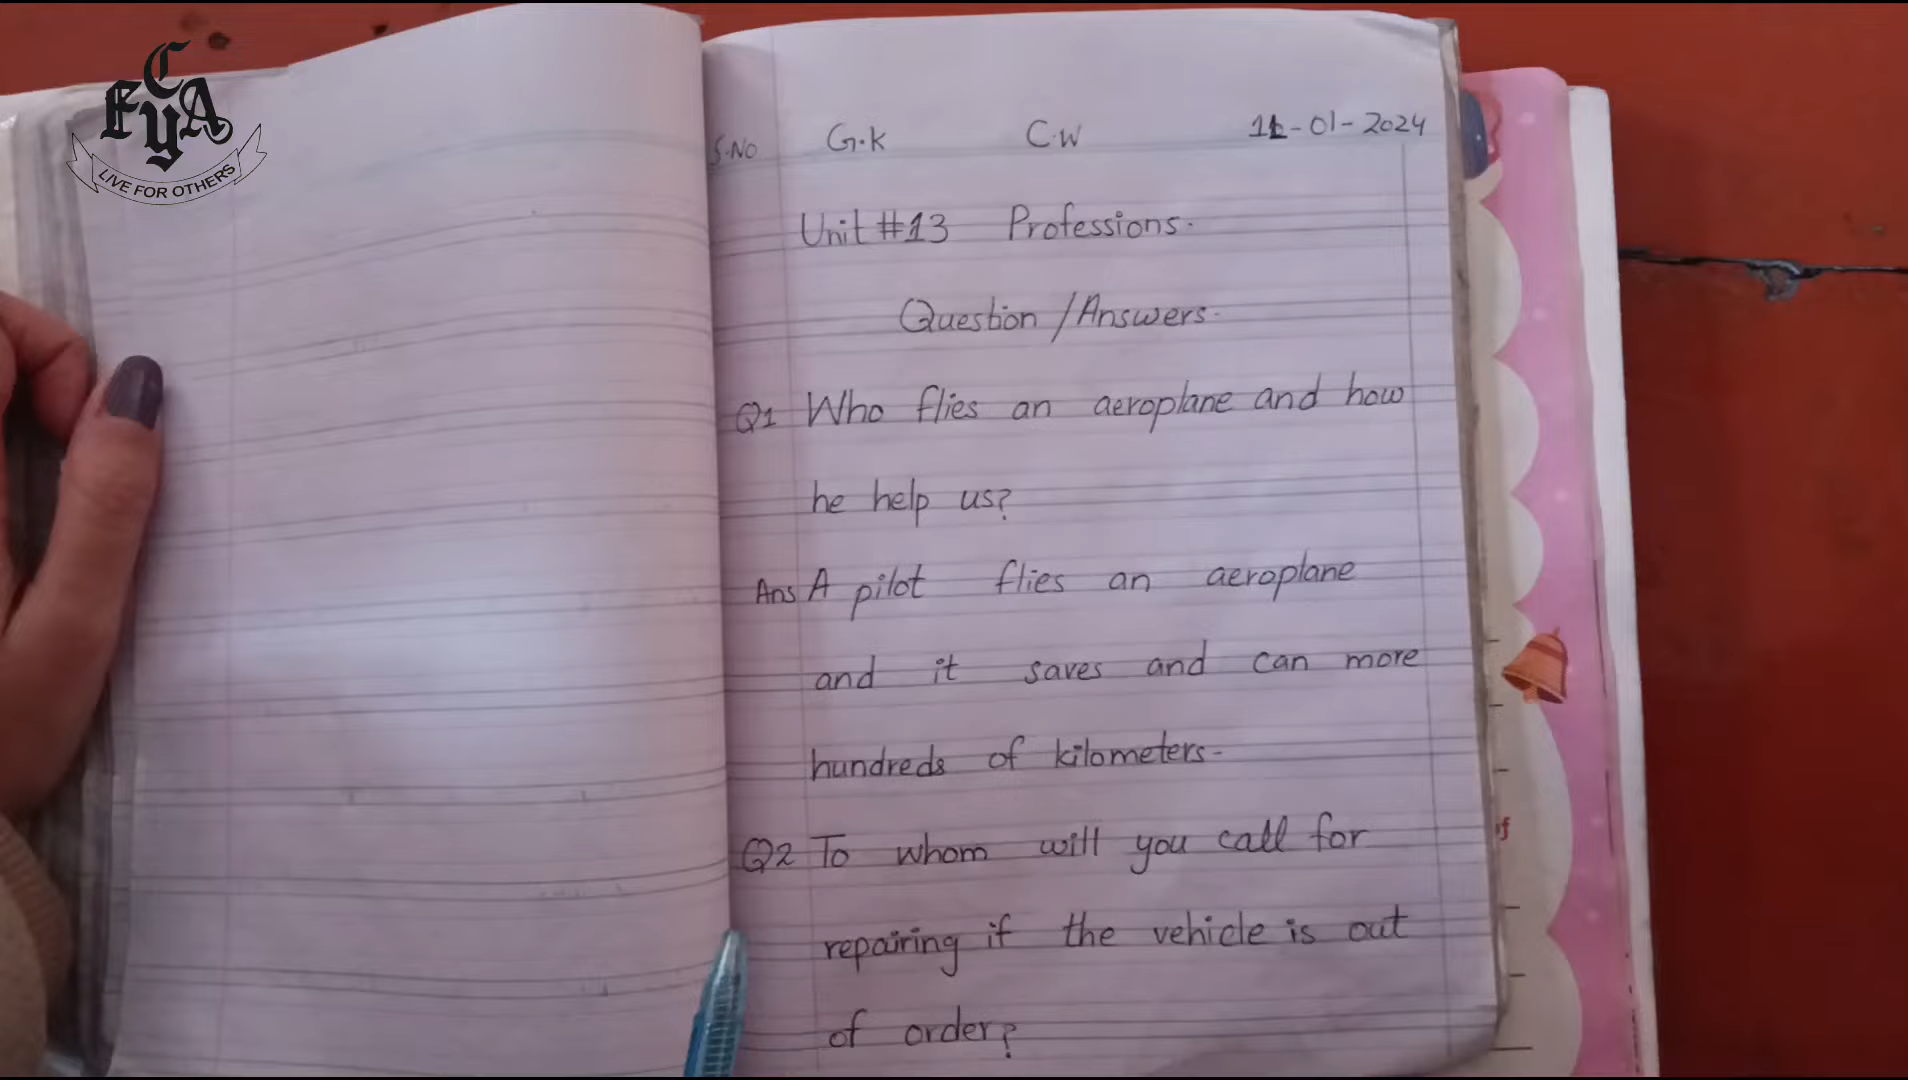 ECYA
LIVE FOR OTHERS
S.No G.K C.W 11-01-2024
Unit #13 Professions.
Question / Answers.
Q1 Who flies an aeroplane and how
he help us?
Ans A pilot flies an aeroplane
and it saves and can more
hundreds of kilometers.
Q2 To whom will you call for
repairing if the vehicle is out
of order?